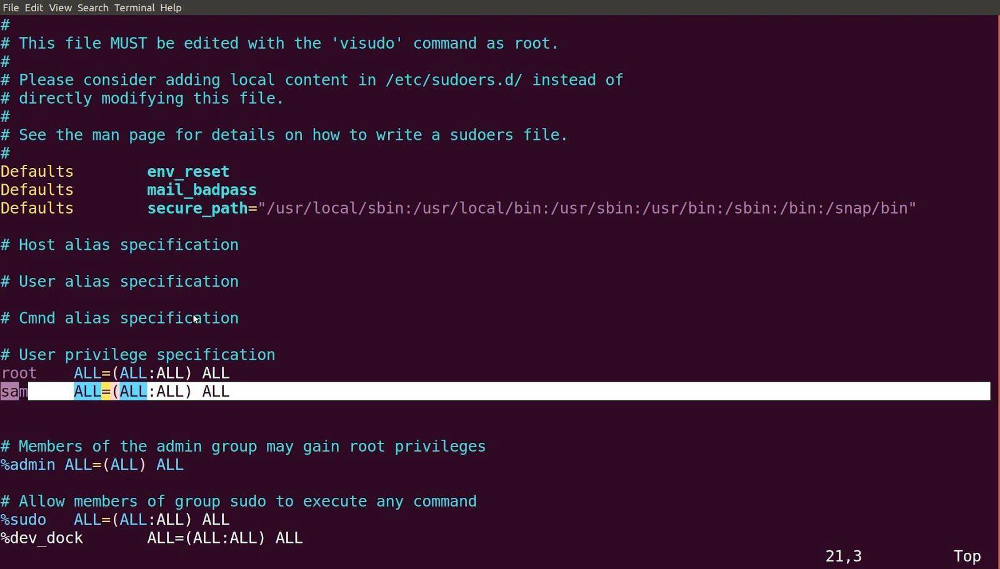 File Edit View Search Terminal Help
#
# This file MUST be edited with the 'visudo' command as root.
#
# Please consider adding local content in /etc/sudoers.d/ instead of
# directly modifying this file.
#
# See the man page for details on how to write a sudoers file.
#
Defaults        env_reset
Defaults        mail_badpass
Defaults        secure_path="/usr/local/sbin:/usr/local/bin:/usr/sbin:/usr/bin:/sbin:/bin:/snap/bin"
# Host alias specification
# User alias specification
# Cmnd alias specification
# User privilege specification
root    ALL=(ALL:ALL) ALL
sam     ALL=(ALL:ALL) ALL
# Members of the admin group may gain root privileges
%admin ALL=(ALL) ALL
# Allow members of group sudo to execute any command
%sudo   ALL=(ALL:ALL) ALL
%dev_dock       ALL=(ALL:ALL) ALL
21,3          Top